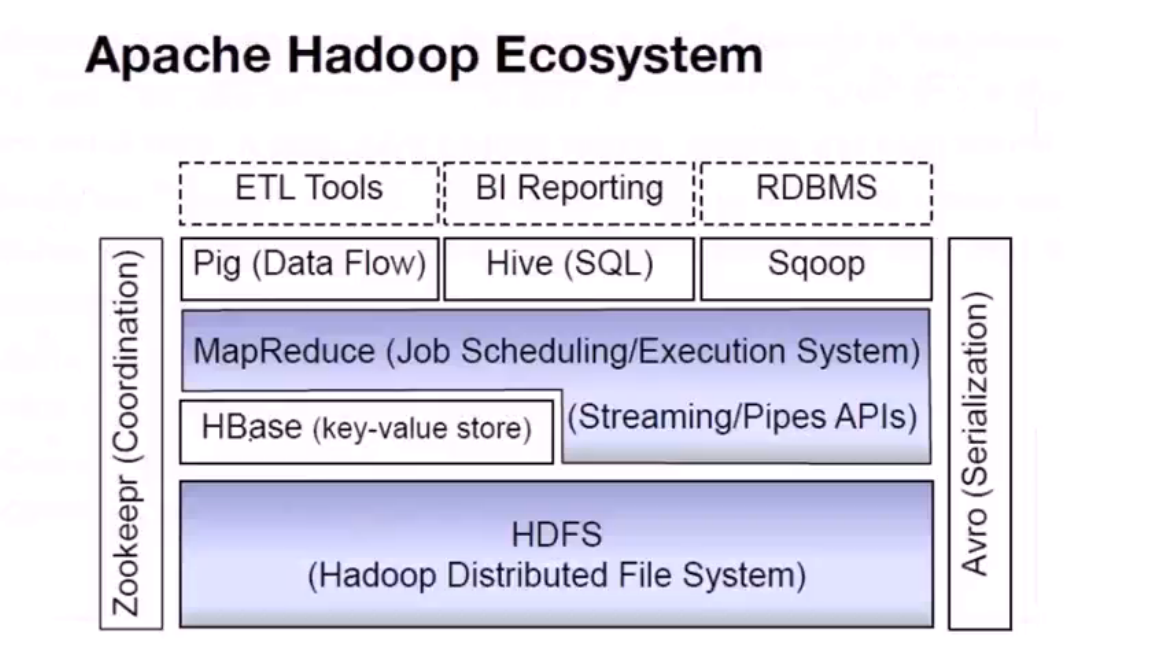 Apache Hadoop Ecosystem
ETL Tools
BI Reporting
RDBMS
Pig (Data Flow)
Hive (SQL)
Sqoop
MapReduce (Job Scheduling/Execution System)
(Streaming/Pipes APIs)
HBase (key-value store)
HDFS
(Hadoop Distributed File System)
Zookeepr (Coordination)
Avro (Serialization)